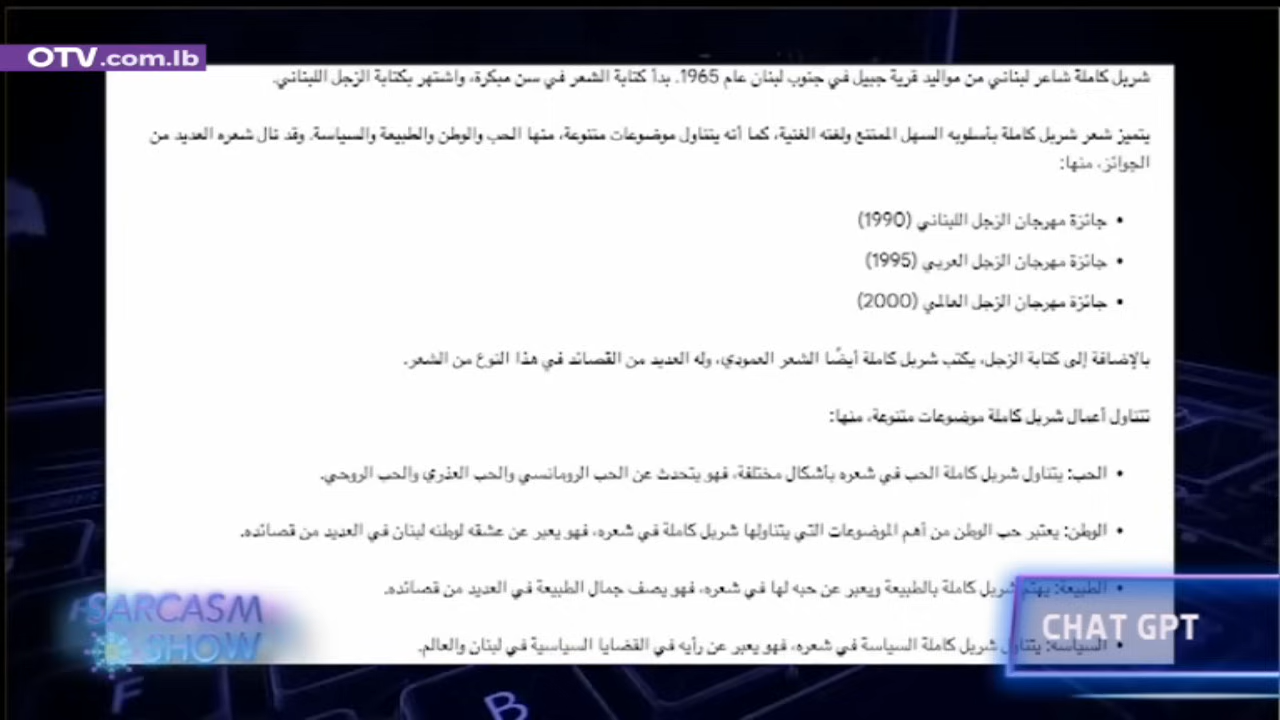 OTV.com.lb
شربل كاملة شاعر لبناني من مواليد قرية جبيل في جنوب لبنان عام 1965. بدأ كتابة الشعر في سن مبكرة، واشتهر بكتابة الزجل اللبناني.
يتميز شعر شربل كاملة بأسلوبه السهل الممتنع ولغته الغنية، كما أنه يتناول موضوعات متنوعة، منها الحب والوطن والطبيعة والسياسة. وقد نال شعره العديد من
الجوائز، منها:
• جائزة مهرجان الزجل اللبناني (1990)
• جائزة مهرجان الزجل العربي (1995)
• جائزة مهرجان الزجل العالمي (2000)
بالإضافة إلى كتابة الزجل، يكتب شربل كاملة أيضًا الشعر العمودي، وله العديد من القصائد في هذا النوع من الشعر.
تتناول أعمال شربل كاملة موضوعات متنوعة، منها:
• الحب: يتناول شربل كاملة الحب في شعره بأشكال مختلفة، فهو يتحدث عن الحب الرومانسي والحب العذري والحب الروحي.
• الوطن: يعتبر حب الوطن من أهم الموضوعات التي يتناولها شربل كاملة في شعره، فهو يعبر عن عشقه لوطنه لبنان في العديد من قصائده.
• الطبيعة: يهتم شربل كاملة بالطبيعة ويعبر عن حبه لها في شعره، فهو يصف جمال الطبيعة في العديد من قصائده.
• السياسة: يتناول شربل كاملة السياسة في شعره، فهو يعبر عن رأيه في القضايا السياسية في لبنان والعالم.
#SARCASM
SHOW
CHAT GPT
F
B